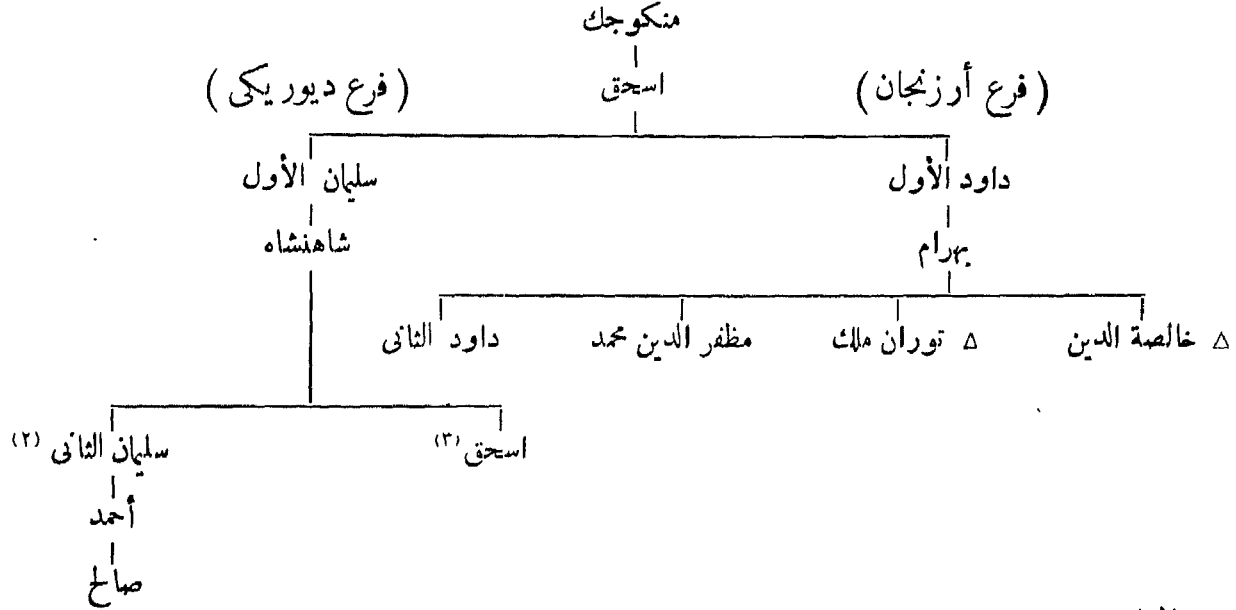 منكوجك
(فرع أرزنجان) اسحق (فرع ديوريكى)
داود الأول سليمان الأول
بهرام شاهنشاه
△ خالصة الدين △ توران ملك مظفر الدين محمد داود الثانى
اسحق (٣) سليمان الثانى (٢)
أحمد
صالح